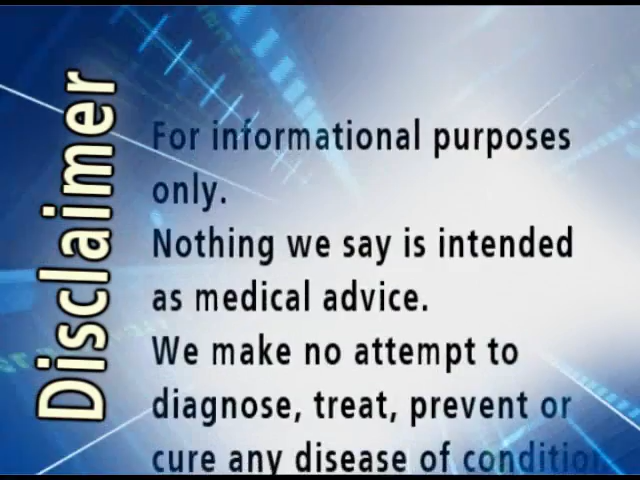 Disclaimer
For informational purposes
only.
Nothing we say is intended
as medical advice.
We make no attempt to
diagnose, treat, prevent or
cure any disease of condition